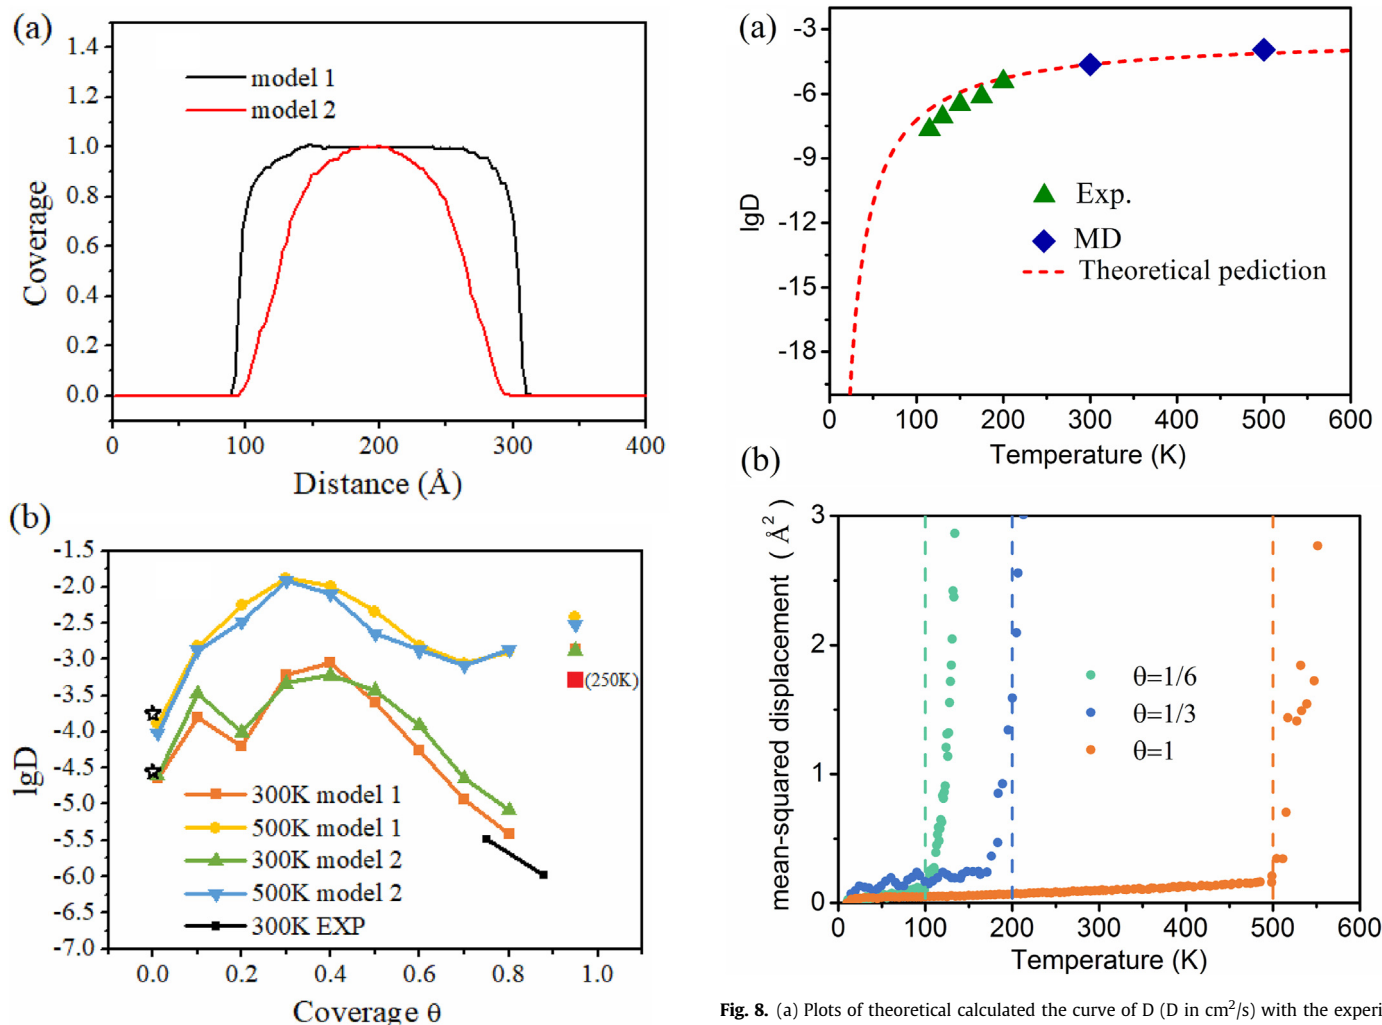 (a)
1.4
1.2
1.0
0.8
0.6
0.4
0.2
0.0
Coverage
model 1
model 2
0 100 200 300 400
Distance (Å)
(b)
-1.5
-2.0
-2.5
-3.0
-3.5
-4.0
-4.5
-5.0
-5.5
-6.0
-6.5
-7.0
lgD
(250K)
300K model 1
500K model 1
300K model 2
500K model 2
300K EXP
0.0 0.2 0.4 0.6 0.8 1.0
Coverage θ
(a)
-3
-6
-9
-12
-15
-18
lgD
Exp.
MD
Theoretical pediction
0 100 200 300 400 500 600
Temperature (K)
(b)
3
2
1
0
mean-squared displacement ( Å²)
θ=1/6
θ=1/3
θ=1
0 100 200 300 400 500 600
Temperature (K)
Fig. 8. (a) Plots of theoretical calculated the curve of D (D in cm²/s) with the experi